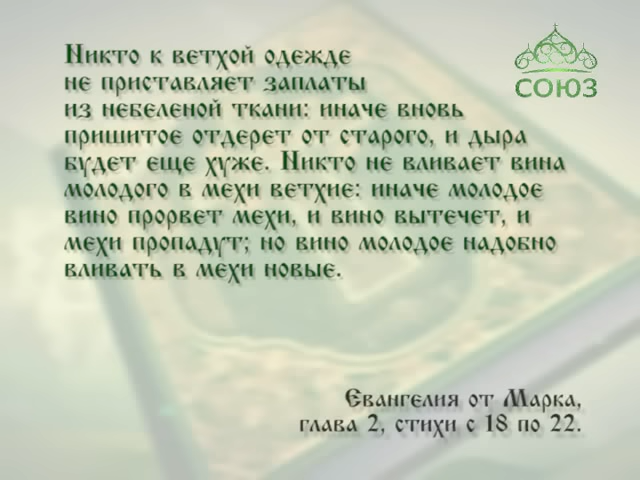 Никто к ветхой одежде
не приставляет заплаты
из небеленой ткани: иначе вновь
пришитое отдерет от старого, и дыра
будет еще хуже. Никто не вливает вина
молодого в мехи ветхие: иначе молодое
вино прорвет мехи, и вино вытечет, и
мехи пропадут; но вино молодое надобно
вливать в мехи новые.
СОЮЗ
Евангелия от Марка,
глава 2, стихи с 18 по 22.